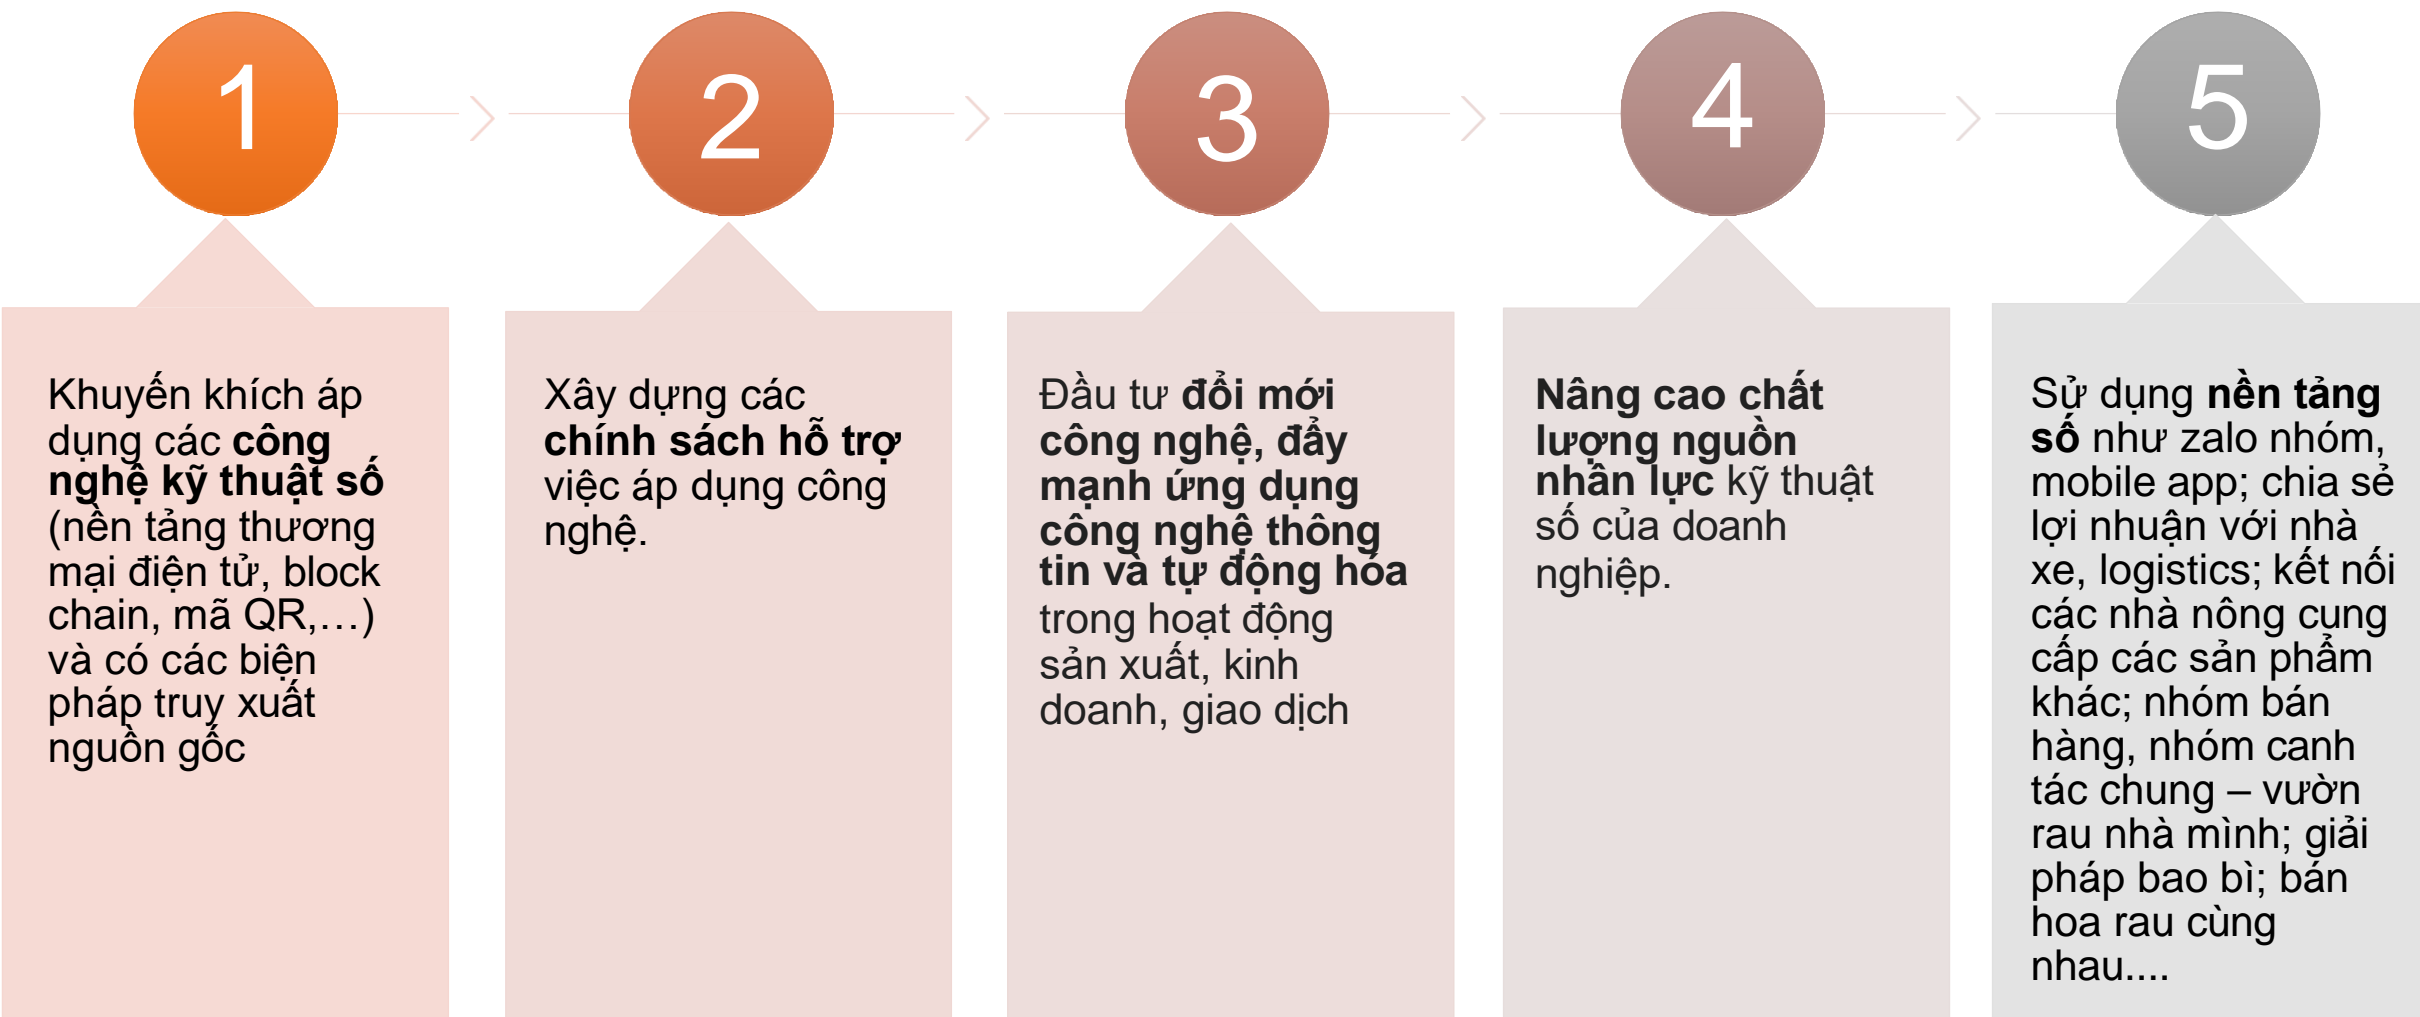 1
Khuyến khích áp
dụng các công
nghệ kỹ thuật số
(nền tảng thương
mại điện tử, block
chain, mã QR,…)
và có các biện
pháp truy xuất
nguồn gốc
2
Xây dựng các
chính sách hỗ trợ
việc áp dụng công
nghệ.
3
Đầu tư đổi mới
công nghệ, đẩy
mạnh ứng dụng
công nghệ thông
tin và tự động hóa
trong hoạt động
sản xuất, kinh
doanh, giao dịch
4
Nâng cao chất
lượng nguồn
nhân lực kỹ thuật
số của doanh
nghiệp.
5
Sử dụng nền tảng
số như zalo nhóm,
mobile app; chia sẻ
lợi nhuận với nhà
xe, logistics; kết nối
các nhà nông cung
cấp các sản phẩm
khác; nhóm bán
hàng, nhóm canh
tác chung – vườn
rau nhà mình; giải
pháp bao bì; bán
hoa rau cùng
nhau....